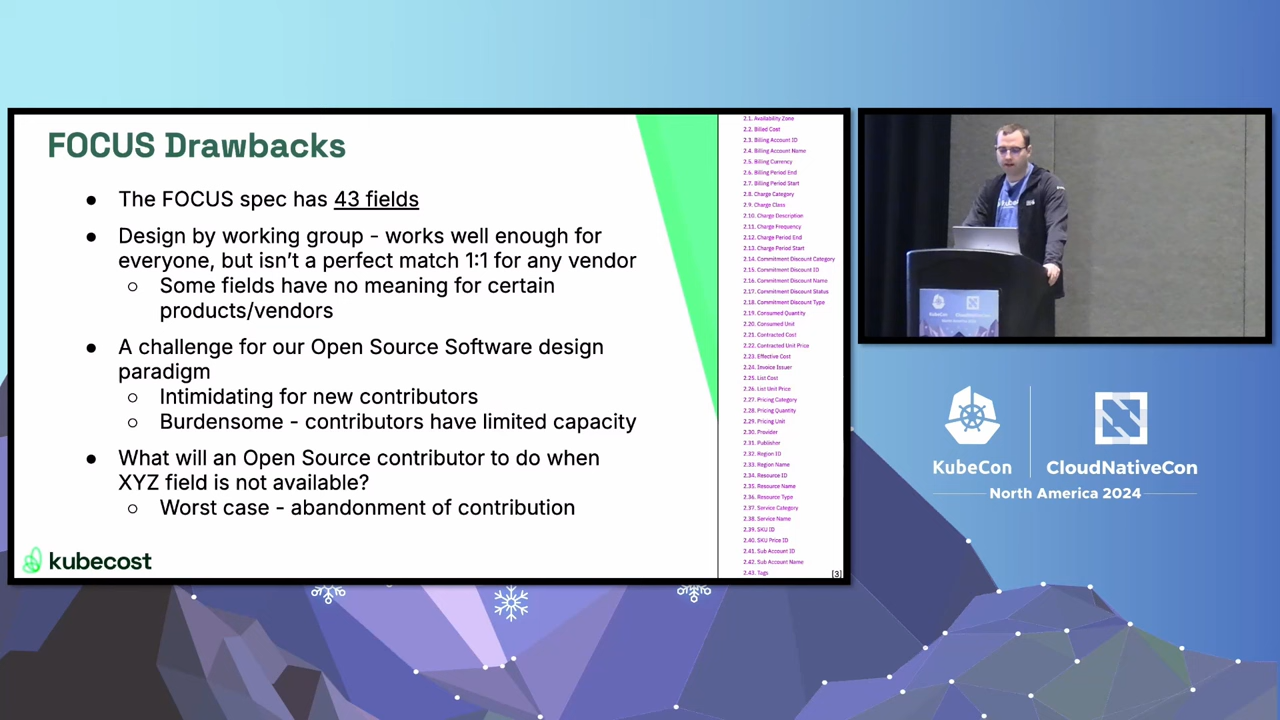 FOCUS Drawbacks
● The FOCUS spec has 43 fields
● Design by working group - works well enough for
everyone, but isn't a perfect match 1:1 for any vendor
○ Some fields have no meaning for certain
products/vendors
● A challenge for our Open Source Software design
paradigm
○ Intimidating for new contributors
○ Burdensome - contributors have limited capacity
● What will an Open Source contributor to do when
XYZ field is not available?
○ Worst case - abandonment of contribution
kubecost
2.1. Availability Zone
2.2. Billed Cost
2.3. Billing Account ID
2.4. Billing Account Name
2.5. Billing Currency
2.6. Billing Period End
2.7. Billing Period Start
2.8. Charge Category
2.9. Charge Class
2.10. Charge Description
2.11. Charge Frequency
2.12. Charge Period End
2.13. Charge Period Start
2.14. Commitment Discount Category
2.15. Commitment Discount ID
2.16. Commitment Discount Name
2.17. Commitment Discount Status
2.18. Commitment Discount Type
2.19. Consumed Quantity
2.20. Consumed Unit
2.21. Contracted Cost
2.22. Contracted Unit Price
2.23. Effective Cost
2.24. Invoice Issuer
2.25. List Cost
2.26. List Unit Price
2.27. Pricing Category
2.28. Pricing Quantity
2.29. Pricing Unit
2.30. Provider
2.31. Publisher
2.32. Region ID
2.33. Region Name
2.34. Resource ID
2.35. Resource Name
2.36. Resource Type
2.37. Service Category
2.38. Service Name
2.39. SKU ID
2.40. SKU Price ID
2.41. Sub Account ID
2.42. Sub Account Name
2.43. Tags
[3]
KubeCon
CloudNativeCon
KubeCon
CloudNativeCon
North America 2024